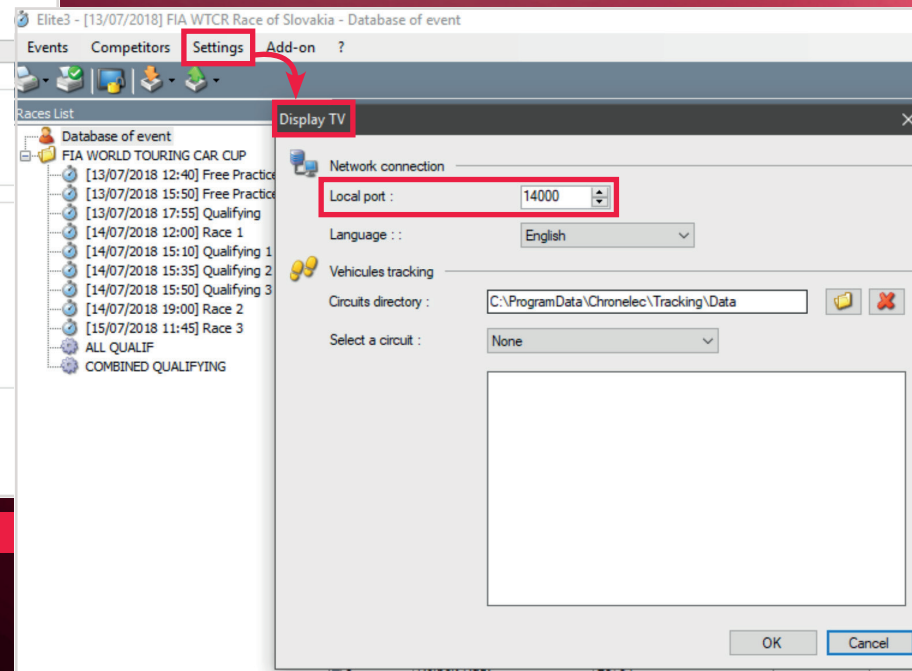 Elite3 - [13/07/2018] FIA WTCR Race of Slovakia - Database of event
Events Competitors Settings Add-on ?
Races List
Database of event
FIA WORLD TOURING CAR CUP
[13/07/2018 12:40] Free Practice
[13/07/2018 15:50] Free Practice
[13/07/2018 17:55] Qualifying
[14/07/2018 12:00] Race 1
[14/07/2018 15:10] Qualifying 1
[14/07/2018 15:35] Qualifying 2
[14/07/2018 15:50] Qualifying 3
[14/07/2018 19:00] Race 2
[15/07/2018 11:45] Race 3
ALL QUALIF
COMBINED QUALIFYING
Display TV
Network connection
Local port : 14000
Language : : English
Vehicules tracking
Circuits directory : C:\ProgramData\Chronelec\Tracking\Data
Select a circuit : None
OK Cancel